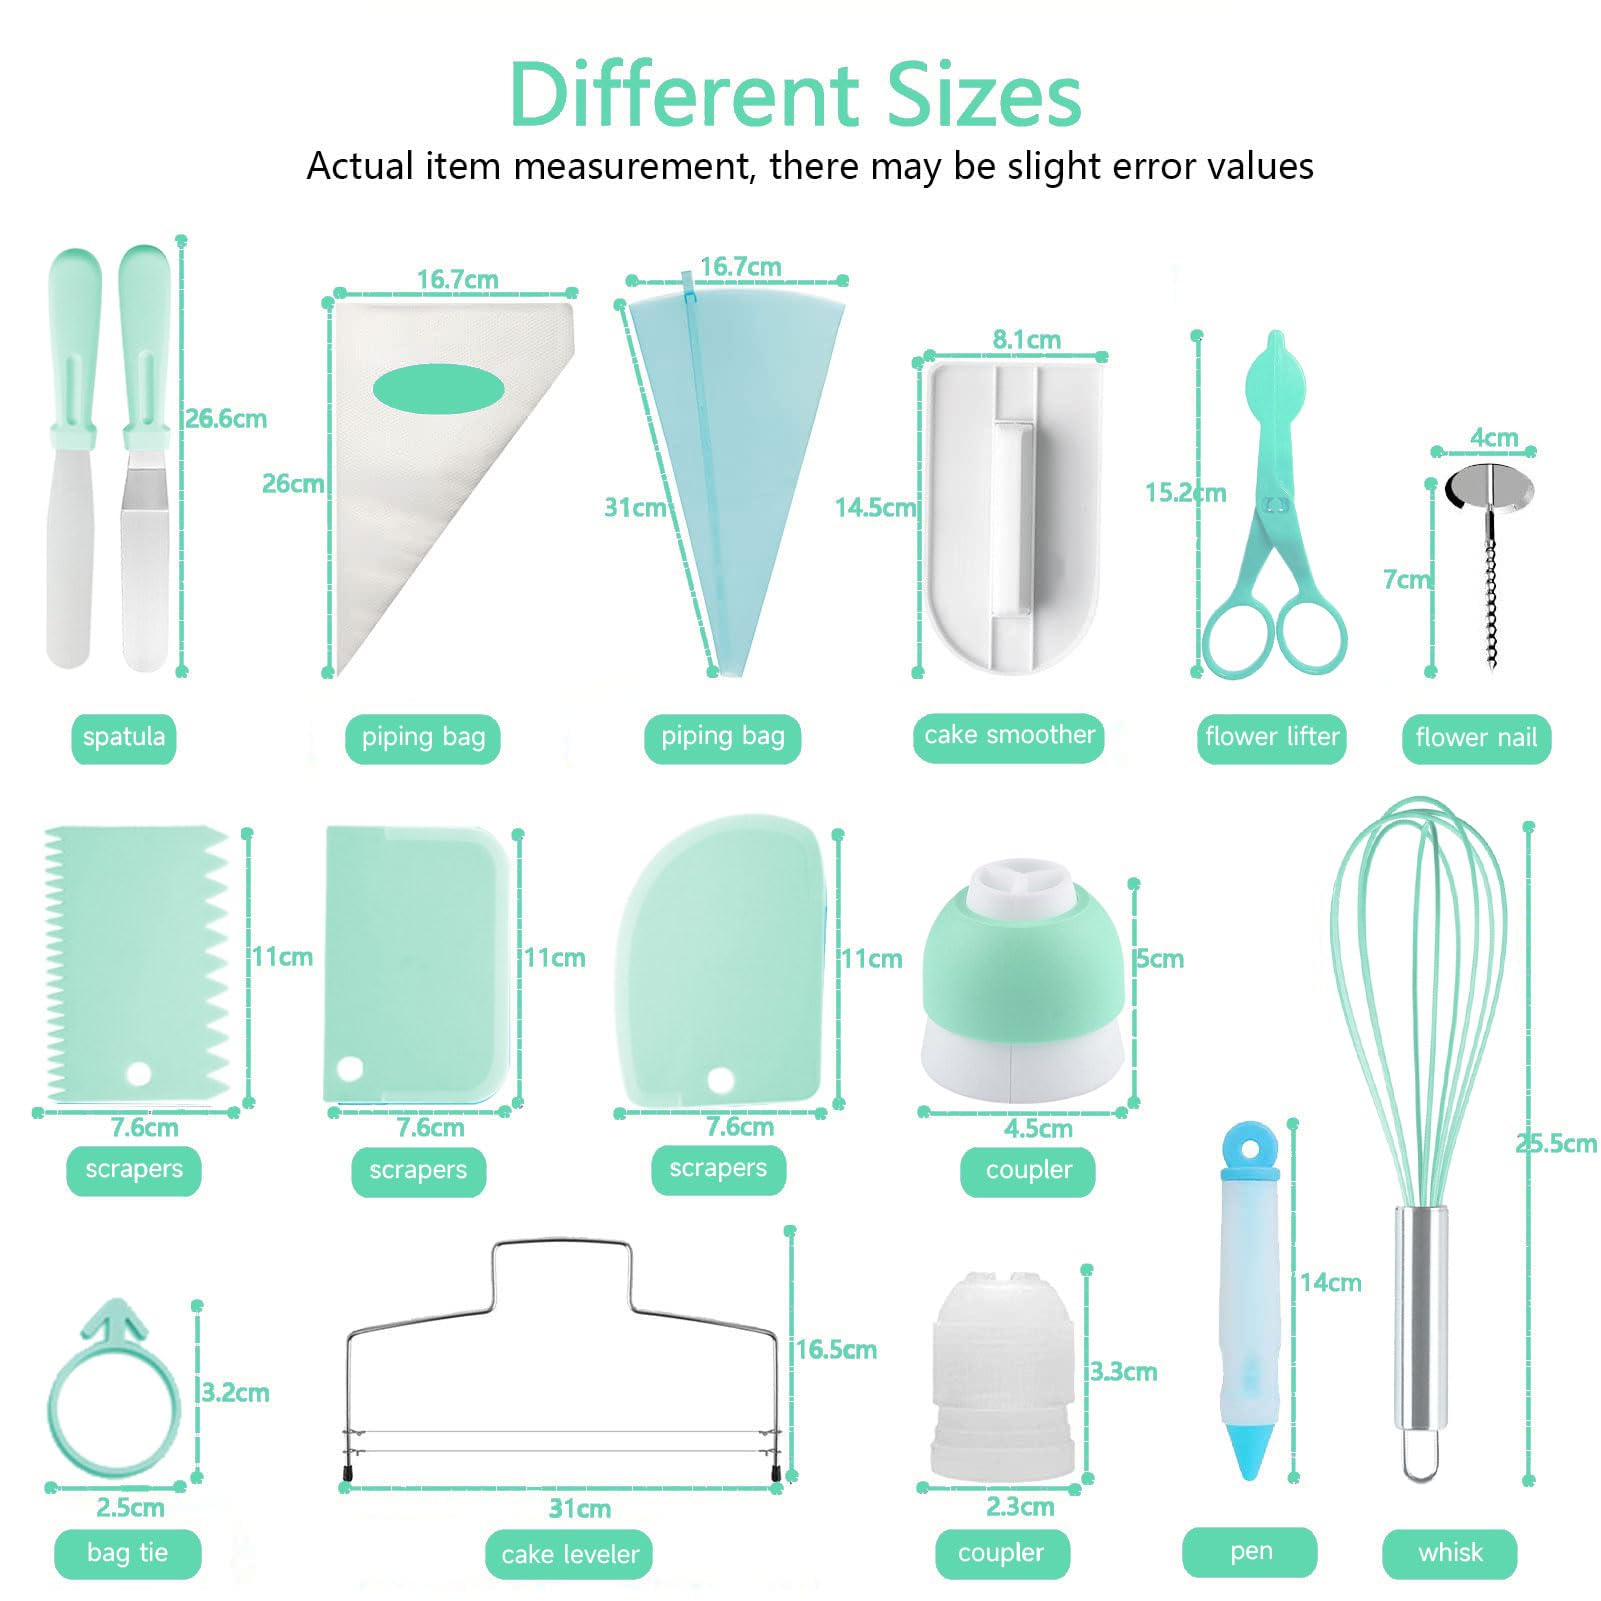 Different Sizes
Actual item measurement, there may be slight error values
26.6cm
16.7cm
26cm
16.7cm
31cm
8.1cm
14.5cm
15.2cm
4cm
7cm
spatula
piping bag
piping bag
cake smoother
flower lifter
flower nail
11cm
7.6cm
scrapers
11cm
7.6cm
scrapers
11cm
7.6cm
scrapers
5cm
4.5cm
coupler
25.5cm
3.2cm
2.5cm
bag tie
16.5cm
31cm
cake leveler
3.3cm
2.3cm
coupler
14cm
pen
whisk